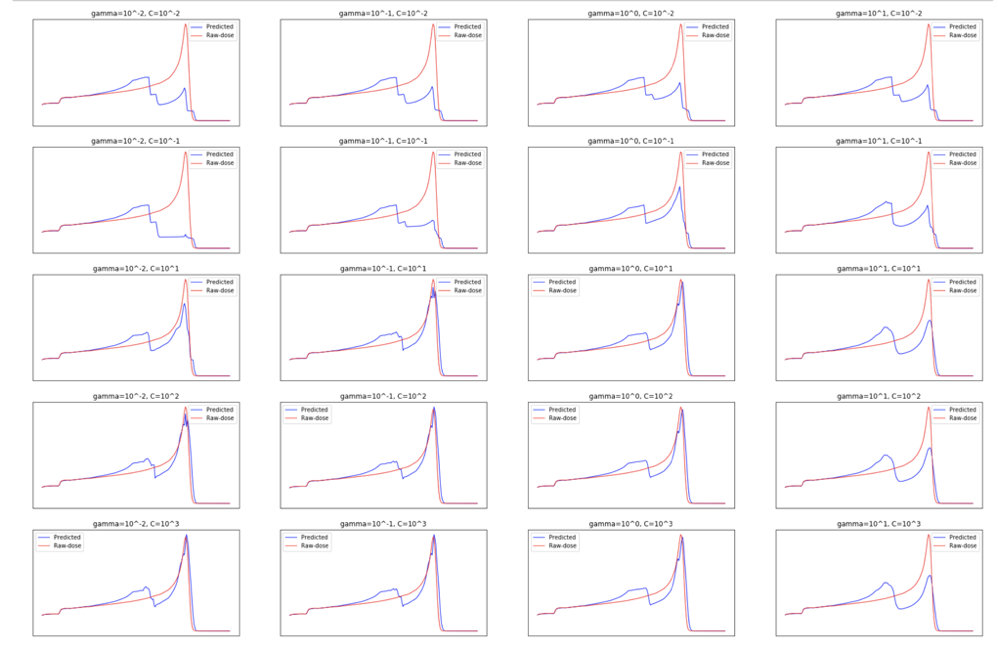 gamma=10^-2, C=10^-2
Predicted
Raw-dose
gamma=10^-1, C=10^-2
Predicted
Raw-dose
gamma=10^0, C=10^-2
Predicted
Raw-dose
gamma=10^1, C=10^-2
Predicted
Raw-dose
gamma=10^-2, C=10^-1
Predicted
Raw-dose
gamma=10^-1, C=10^-1
Predicted
Raw-dose
gamma=10^0, C=10^-1
Predicted
Raw-dose
gamma=10^1, C=10^-1
Predicted
Raw-dose
gamma=10^-2, C=10^1
Predicted
Raw-dose
gamma=10^-1, C=10^1
Predicted
Raw-dose
gamma=10^0, C=10^1
Predicted
Raw-dose
gamma=10^1, C=10^1
Predicted
Raw-dose
gamma=10^-2, C=10^2
Predicted
Raw-dose
gamma=10^-1, C=10^2
Predicted
Raw-dose
gamma=10^0, C=10^2
Predicted
Raw-dose
gamma=10^1, C=10^2
Predicted
Raw-dose
gamma=10^-2, C=10^3
Predicted
Raw-dose
gamma=10^-1, C=10^3
Predicted
Raw-dose
gamma=10^0, C=10^3
Predicted
Raw-dose
gamma=10^1, C=10^3
Predicted
Raw-dose